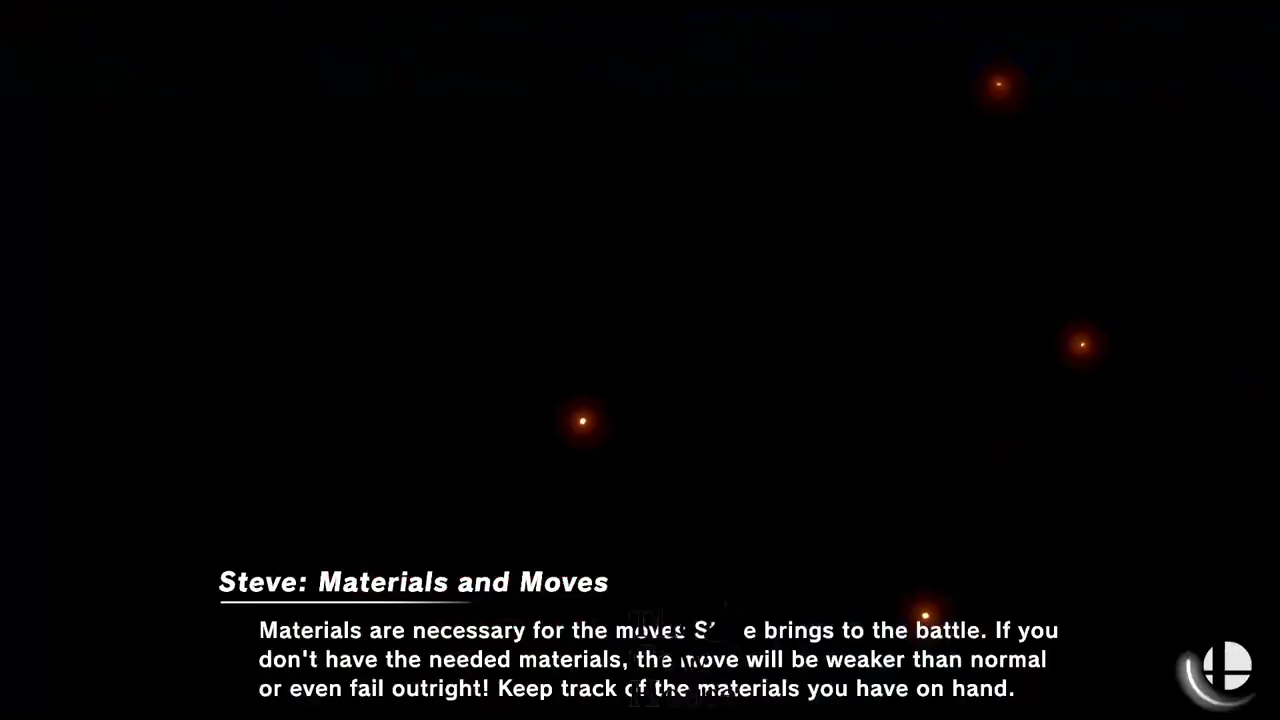 Steve: Materials and Moves
Materials are necessary for the moves S e brings to the battle. If you
don't have the needed materials, the move will be weaker than normal
or even fail outright! Keep track of the materials you have on hand.